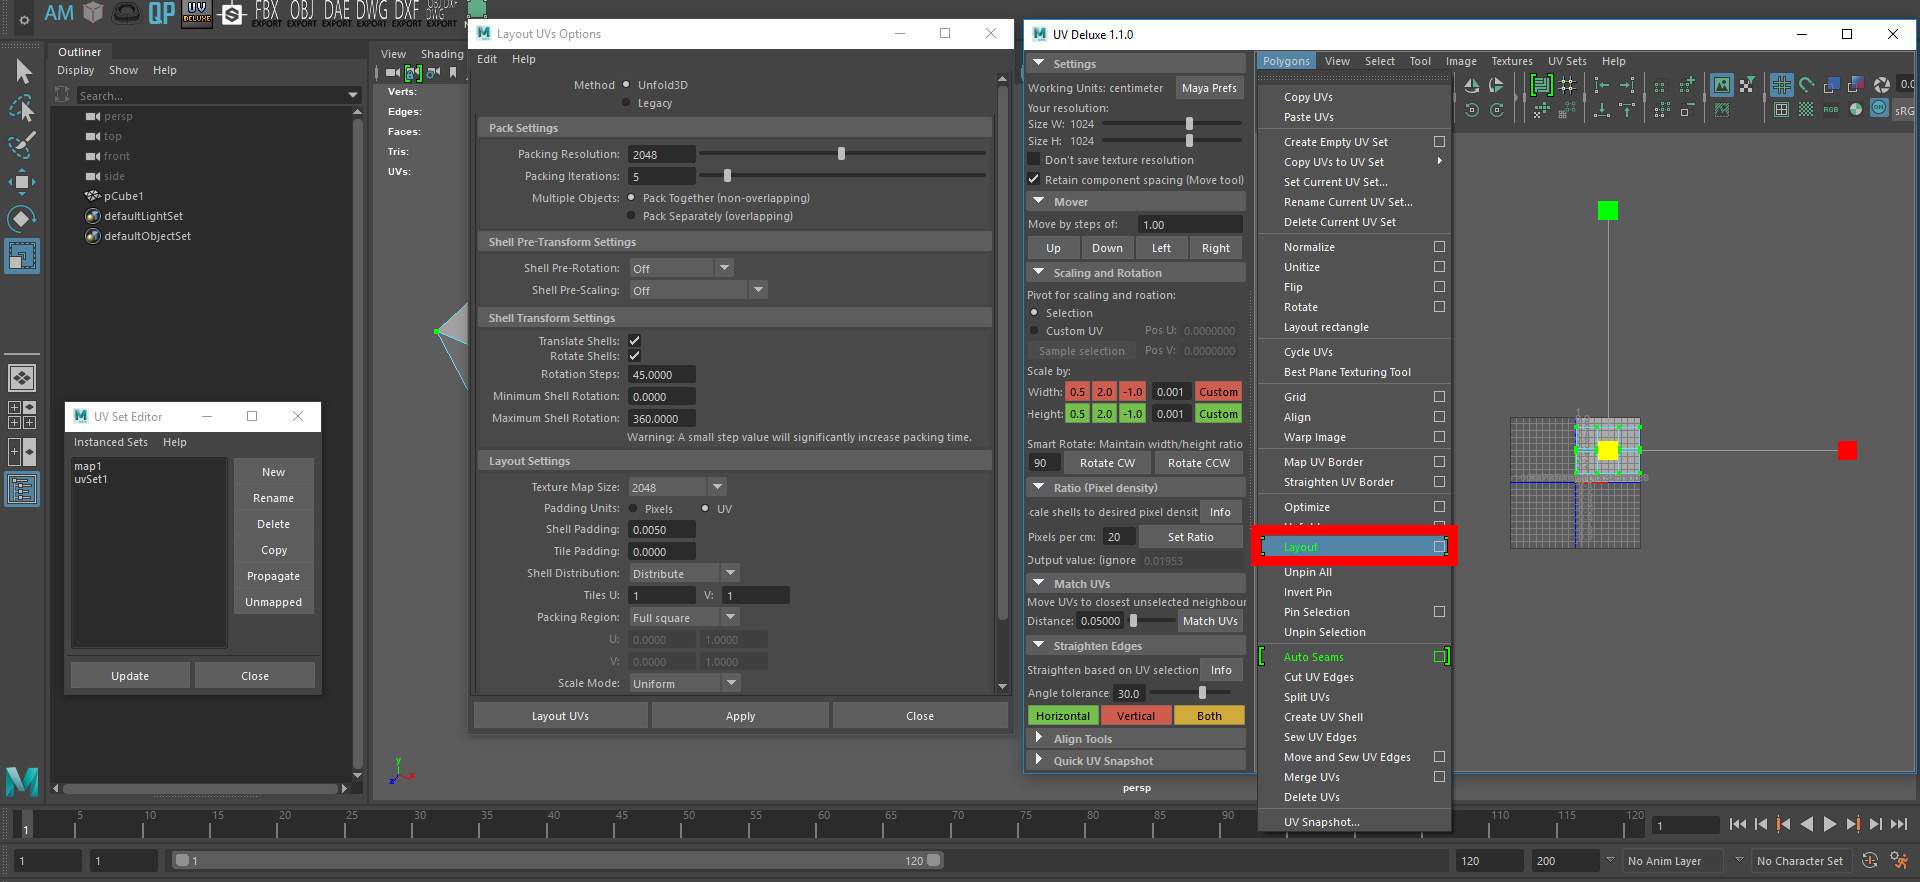 AM
QP
UV
DELUXE
FBX
EXPORT
OBJ
EXPORT
DAE
EXPORT
DWG
EXPORT
DXF
EXPORT
OBJ DXF
DWG
EXPORT
Outliner
Display Show Help
Search...
persp
top
front
side
pCube1
defaultLightSet
defaultObjectSet
UV Set Editor
Instanced Sets Help
map1
uvSet1
New
Rename
Delete
Copy
Propagate
Unmapped
Update
Close
View Shading
Verts:
Edges:
Faces:
Tris:
UVs:
Layout UVs Options
Edit Help
Method Unfold3D
Legacy
Pack Settings
Packing Resolution: 2048
Packing Iterations: 5
Multiple Objects: Pack Together (non-overlapping)
Pack Separately (overlapping)
Shell Pre-Transform Settings
Shell Pre-Rotation: Off
Shell Pre-Scaling: Off
Shell Transform Settings
Translate Shells:
Rotate Shells:
Rotation Steps: 45.0000
Minimum Shell Rotation: 0.0000
Maximum Shell Rotation: 360.0000
Warning: A small step value will significantly increase packing time.
Layout Settings
Texture Map Size: 2048
Padding Units: Pixels UV
Shell Padding: 0.0050
Tile Padding: 0.0000
Shell Distribution: Distribute
Tiles U: 1 V: 1
Packing Region: Full square
U: 0.0000 1.0000
V: 0.0000 1.0000
Scale Mode: Uniform
Layout UVs
Apply
Close
UV Deluxe 1.1.0
Settings
Working Units: centimeter Maya Prefs
Your resolution:
Size W: 1024
Size H: 1024
Don't save texture resolution
Retain component spacing (Move tool)
Mover
Move by steps of: 1.00
Up Down Left Right
Scaling and Rotation
Pivot for scaling and roation:
Selection
Custom UV Pos U: 0.0000000
Sample selection Pos V: 0.0000000
Scale by:
Width: 0.5 2.0 -1.0 0.001 Custom
Height: 0.5 2.0 -1.0 0.001 Custom
Smart Rotate: Maintain width/height ratio
90 Rotate CW Rotate CCW
Ratio (Pixel density)
cale shells to desired pixel densit Info
Pixels per cm: 20 Set Ratio
Output value: (ignore 0.01953
Match UVs
Move UVs to closest unselected neighbour
Distance: 0.05000 Match UVs
Straighten Edges
Straighten based on UV selection Info
Angle tolerance 30.0
Horizontal Vertical Both
Align Tools
Quick UV Snapshot
Polygons View Select Tool Image Textures UV Sets Help
RGB
ON
0.0
sRG
Copy UVs
Paste UVs
Create Empty UV Set
Copy UVs to UV Set
Set Current UV Set...
Rename Current UV Set...
Delete Current UV Set
Normalize
Unitize
Flip
Rotate
Layout rectangle
Cycle UVs
Best Plane Texturing Tool
Grid
Align
Warp Image
Map UV Border
Straighten UV Border
Optimize
Layout
Unpin All
Invert Pin
Pin Selection
Unpin Selection
Auto Seams
Cut UV Edges
Split UVs
Create UV Shell
Sew UV Edges
Move and Sew UV Edges
Merge UVs
Delete UVs
UV Snapshot...
y
persp
1 5 10 15 20 25 30 35 40 45 50 55 60 65 70 75 80 85 90 115 120
1
1 1 1 120 120 200 No Anim Layer No Character Set